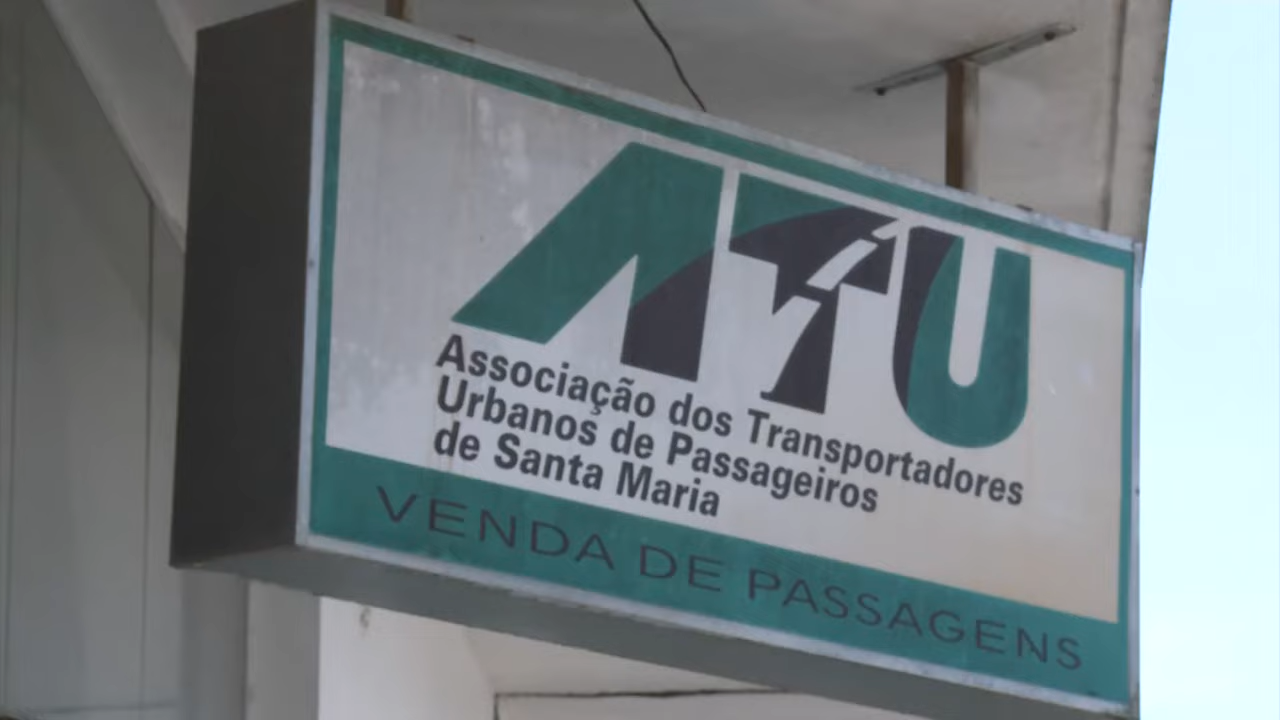 ATU
Associação dos Transportadores
Urbanos de Passageiros
de Santa Maria
VENDA DE PASSAGENS